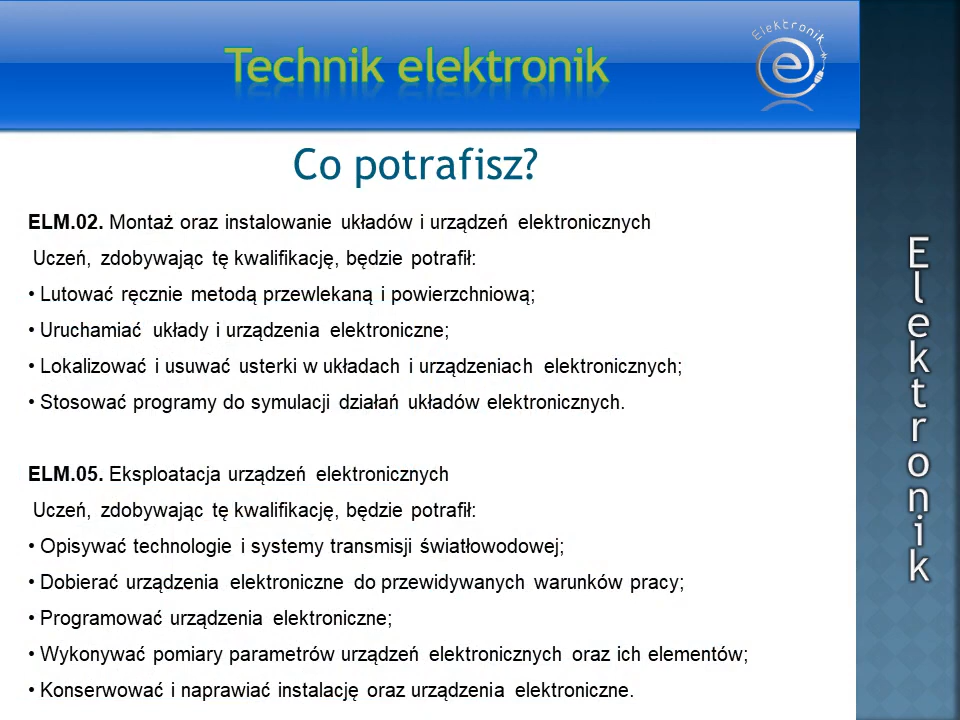 Technik elektronik
Elektronik
e
Co potrafisz?
ELM.02. Montaż oraz instalowanie układów i urządzeń elektronicznych
Uczeń, zdobywając tę kwalifikację, będzie potrafił:
• Lutować ręcznie metodą przewlekaną i powierzchniową;
• Uruchamiać układy i urządzenia elektroniczne;
• Lokalizować i usuwać usterki w układach i urządzeniach elektronicznych;
• Stosować programy do symulacji działań układów elektronicznych.
ELM.05. Eksploatacja urządzeń elektronicznych
Uczeń, zdobywając tę kwalifikację, będzie potrafił:
• Opisywać technologie i systemy transmisji światłowodowej;
• Dobierać urządzenia elektroniczne do przewidywanych warunków pracy;
• Programować urządzenia elektroniczne;
• Wykonywać pomiary parametrów urządzeń elektronicznych oraz ich elementów;
• Konserwować i naprawiać instalację oraz urządzenia elektroniczne.
Elektronik